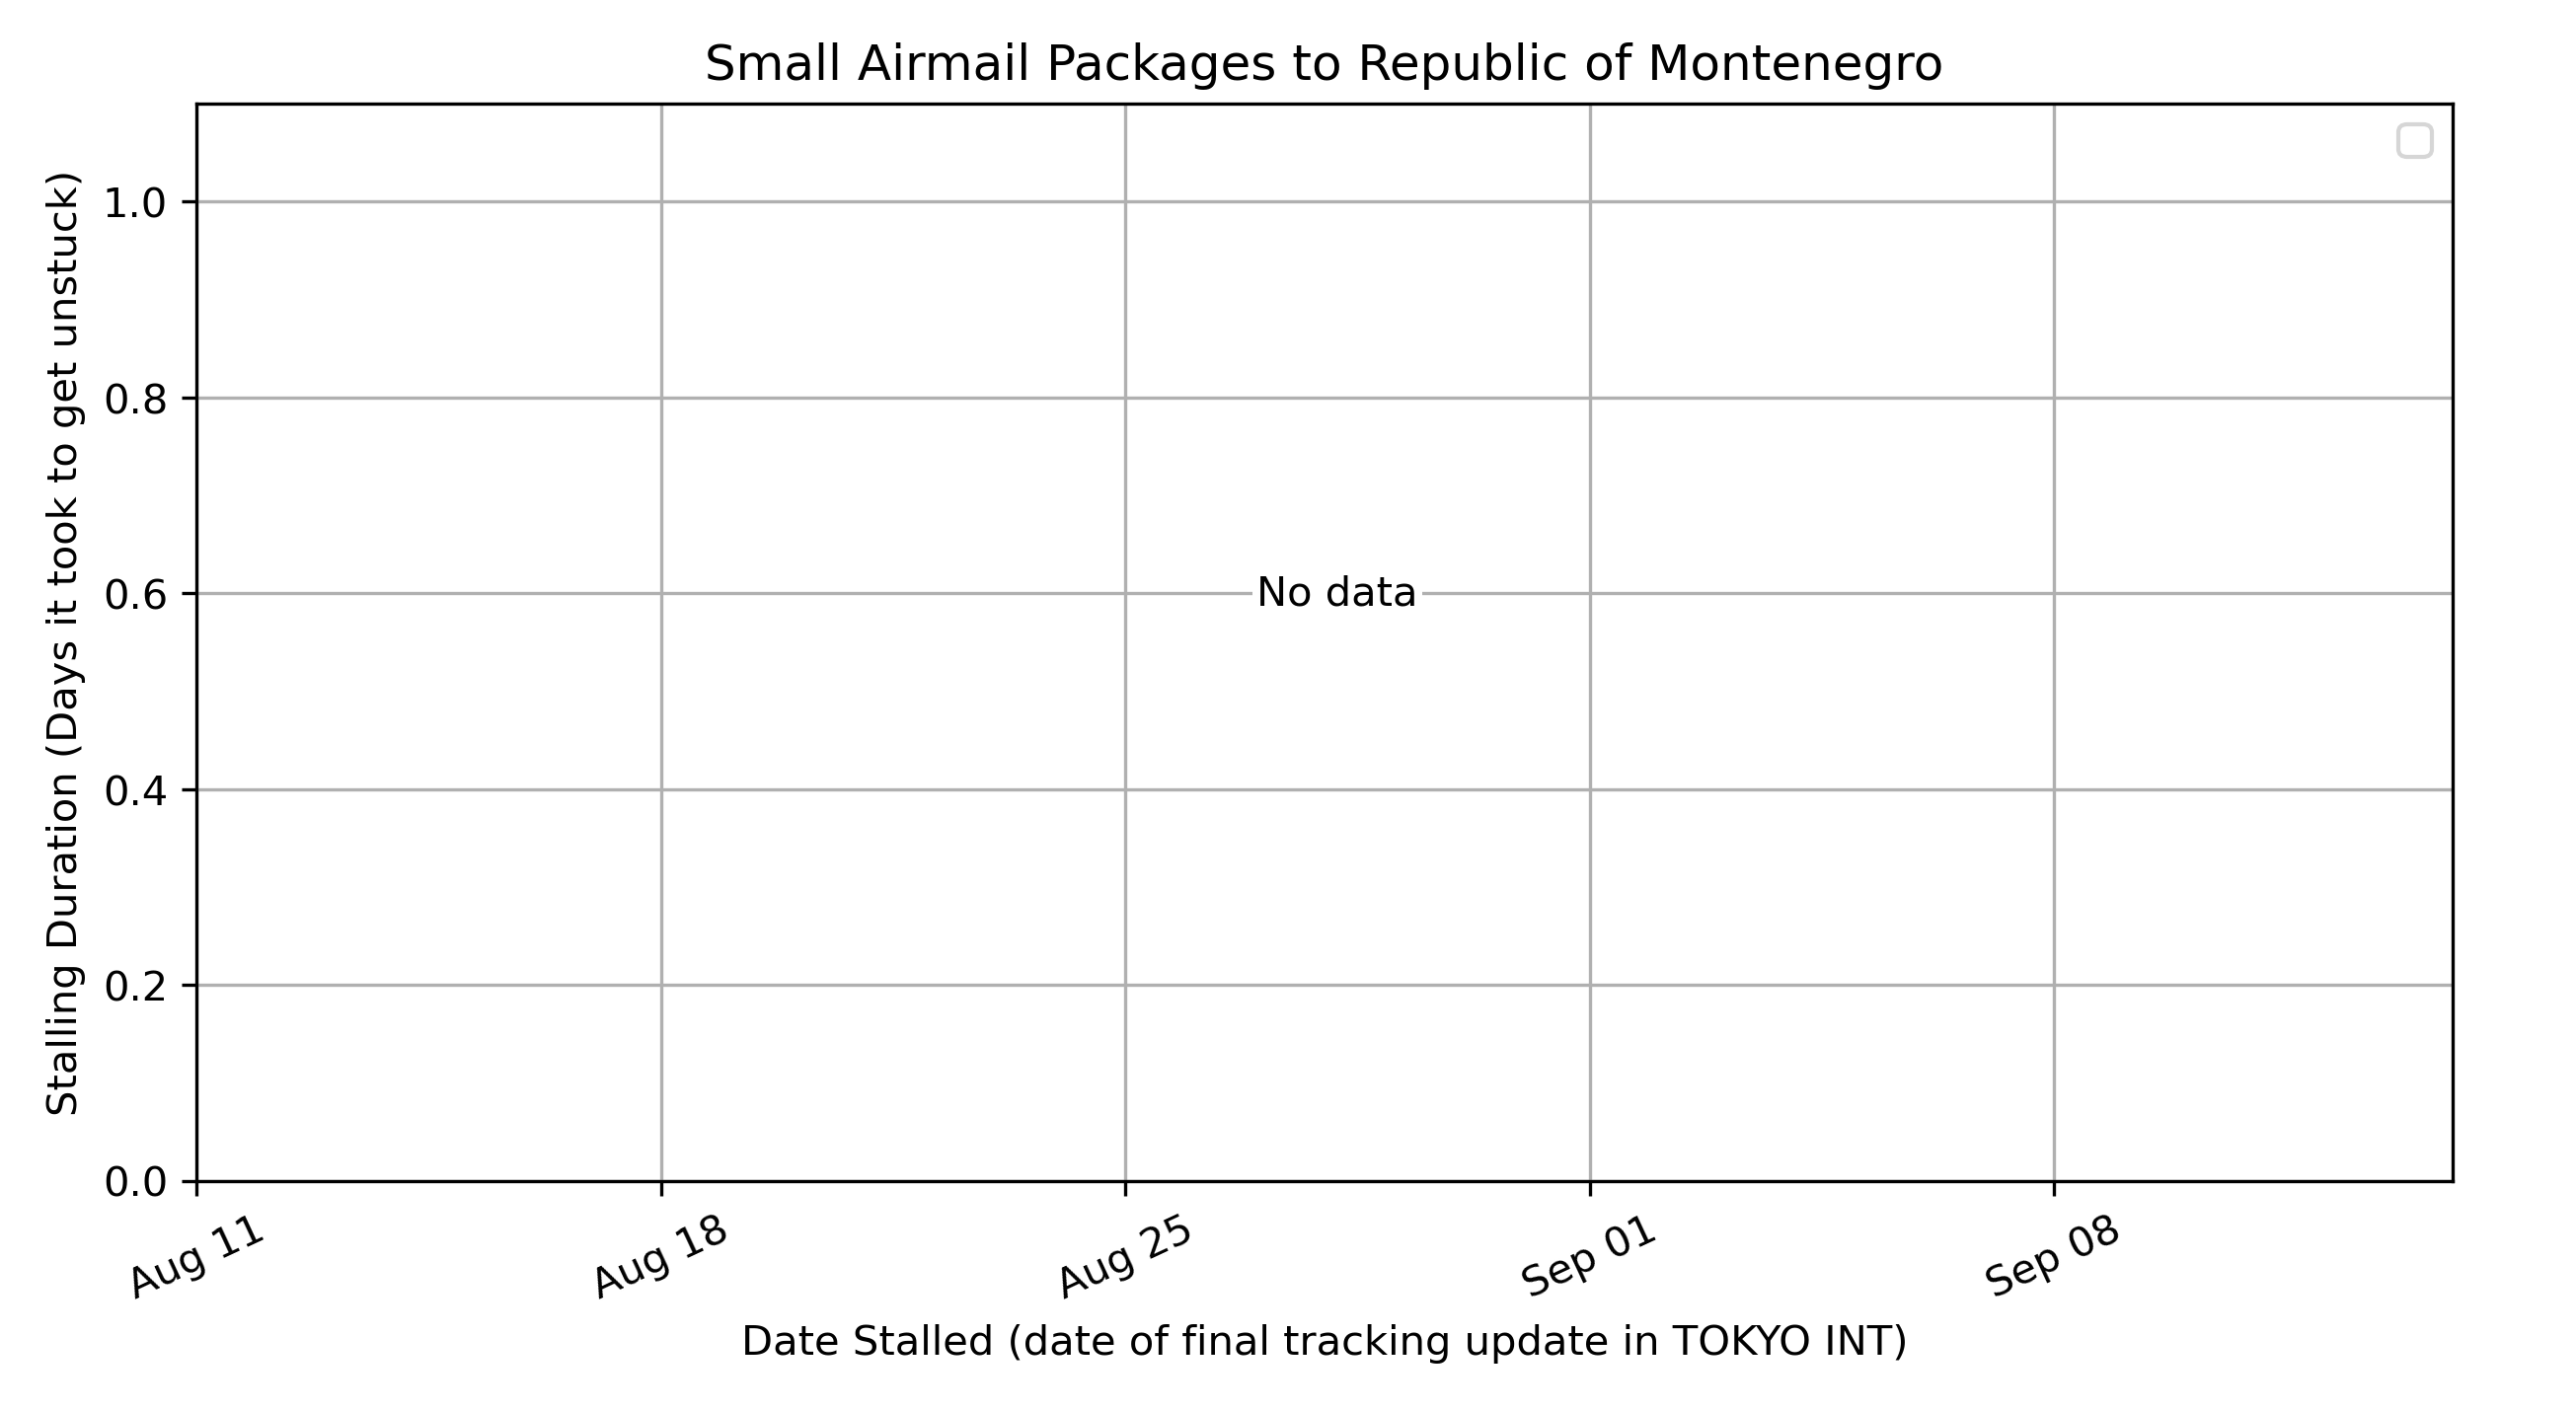 Small Airmail Packages to Republic of Montenegro
Stalling Duration (Days it took to get unstuck)
1.0
0.8
0.6
0.4
0.2
0.0
No data
Aug 11
Aug 18
Aug 25
Sep 01
Sep 08
Date Stalled (date of final tracking update in TOKYO INT)